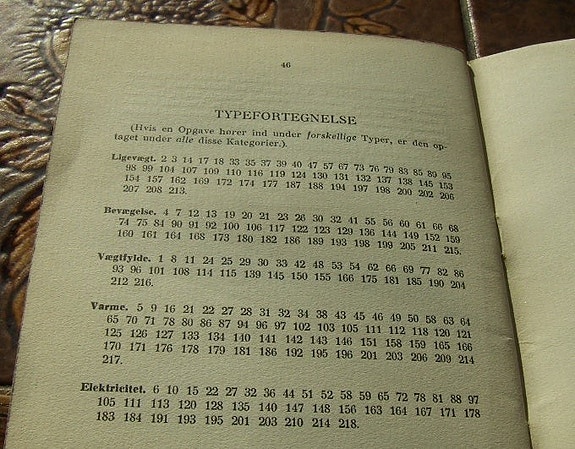 46
TYPEFORTEGNELSE
(Hvis en Opgave hører ind under forskellige Typer, er den op-
taget under alle disse Kategorier.).
Ligevægt. 2 3 14 17 18 33 35 37 39 40 47 57 67 73 76 79 83 85 89 95
98 99 104 107 109 110 116 119 124 130 131 132 137 138 145 153
154 157 162 169 172 174 177 187 188 194 197 198 200 202 206
207 208 213.
Bevægelse. 4 7 12 13 19 20 21 23 26 30 32 41 55 56 60 61 66 68
74 75 84 90 91 92 100 106 117 122 123 129 136 144 149 152 159
160 161 164 168 173 180 182 186 189 193 198 199 205 211 215.
Vægtfylde. 1 8 11 24 25 29 30 33 42 48 53 54 62 66 69 77 82 86
93 96 101 108 114 115 139 145 150 155 166 175 181 185 190 204
212 216.
Varme. 5 9 16 21 22 27 28 31 32 34 38 43 45 46 49 50 58 63 64
65 70 71 78 80 86 87 94 96 97 102 103 105 111 112 118 120 121
125 126 127 133 134 140 141 142 143 146 151 158 159 165 166
170 171 176 178 179 181 186 192 195 196 201 203 206 209 214
217.
Elektricitet. 6 10 15 22 27 32 36 44 51 52 58 59 65 72 78 81 88 97
105 111 113 120 128 135 140 147 148 156 163 164 167 171 178
183 184 191 193 195 201 203 210 214 218.